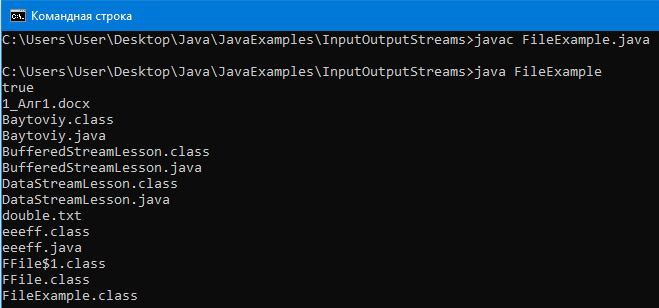 Командная строка
C:\Users\User\Desktop\Java\JavaExamples\InputOutputStreams>javac FileExample.java
C:\Users\User\Desktop\Java\JavaExamples\InputOutputStreams>java FileExample
true
1_Алг1.docx
Baytoviy.class
Baytoviy.java
BufferedStreamLesson.class
BufferedStreamLesson.java
DataStreamLesson.class
DataStreamLesson.java
double.txt
eeeff.class
eeeff.java
FFile$1.class
FFile.class
FileExample.class